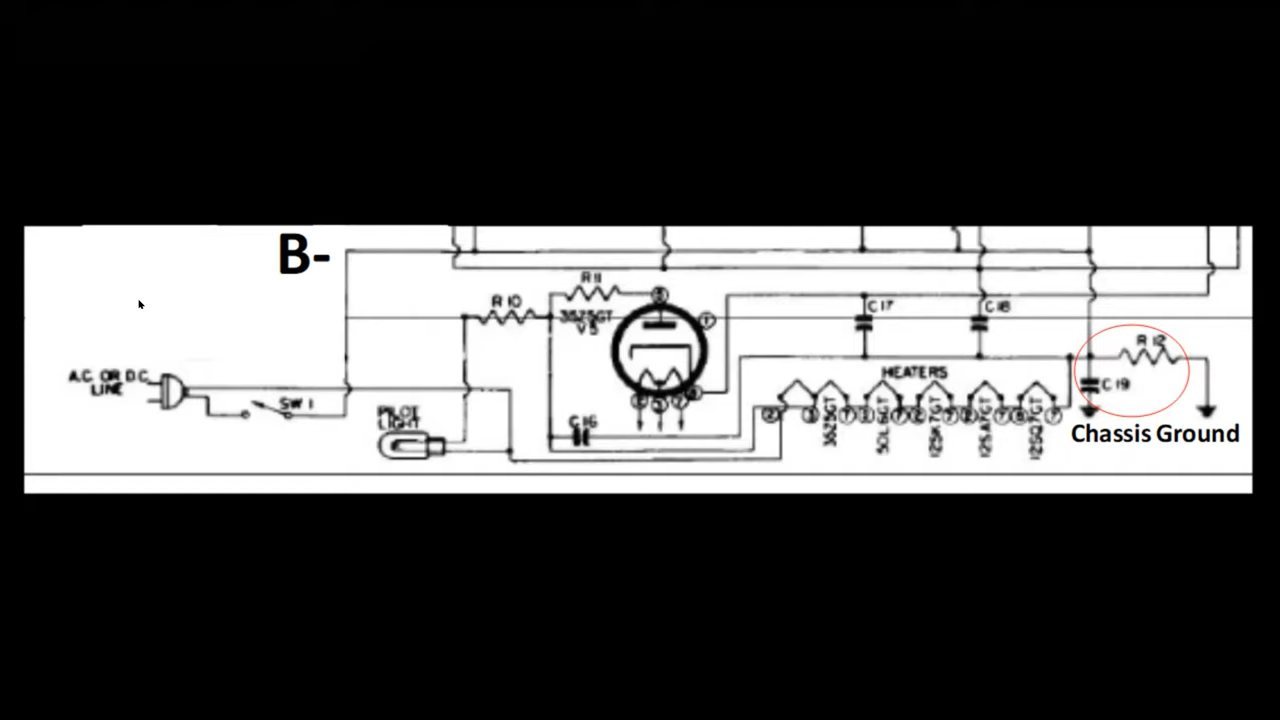 B-
R 11
R 10
35Z5GT
V5
C 17
C 18
R 12
A.C. OR D.C.
LINE
SW 1
PILOT
LIGHT
C 16
HEATERS
C 19
35Z5GT
50L6GT
12SK7GT
12SA7GT
12SQ7GT
Chassis Ground